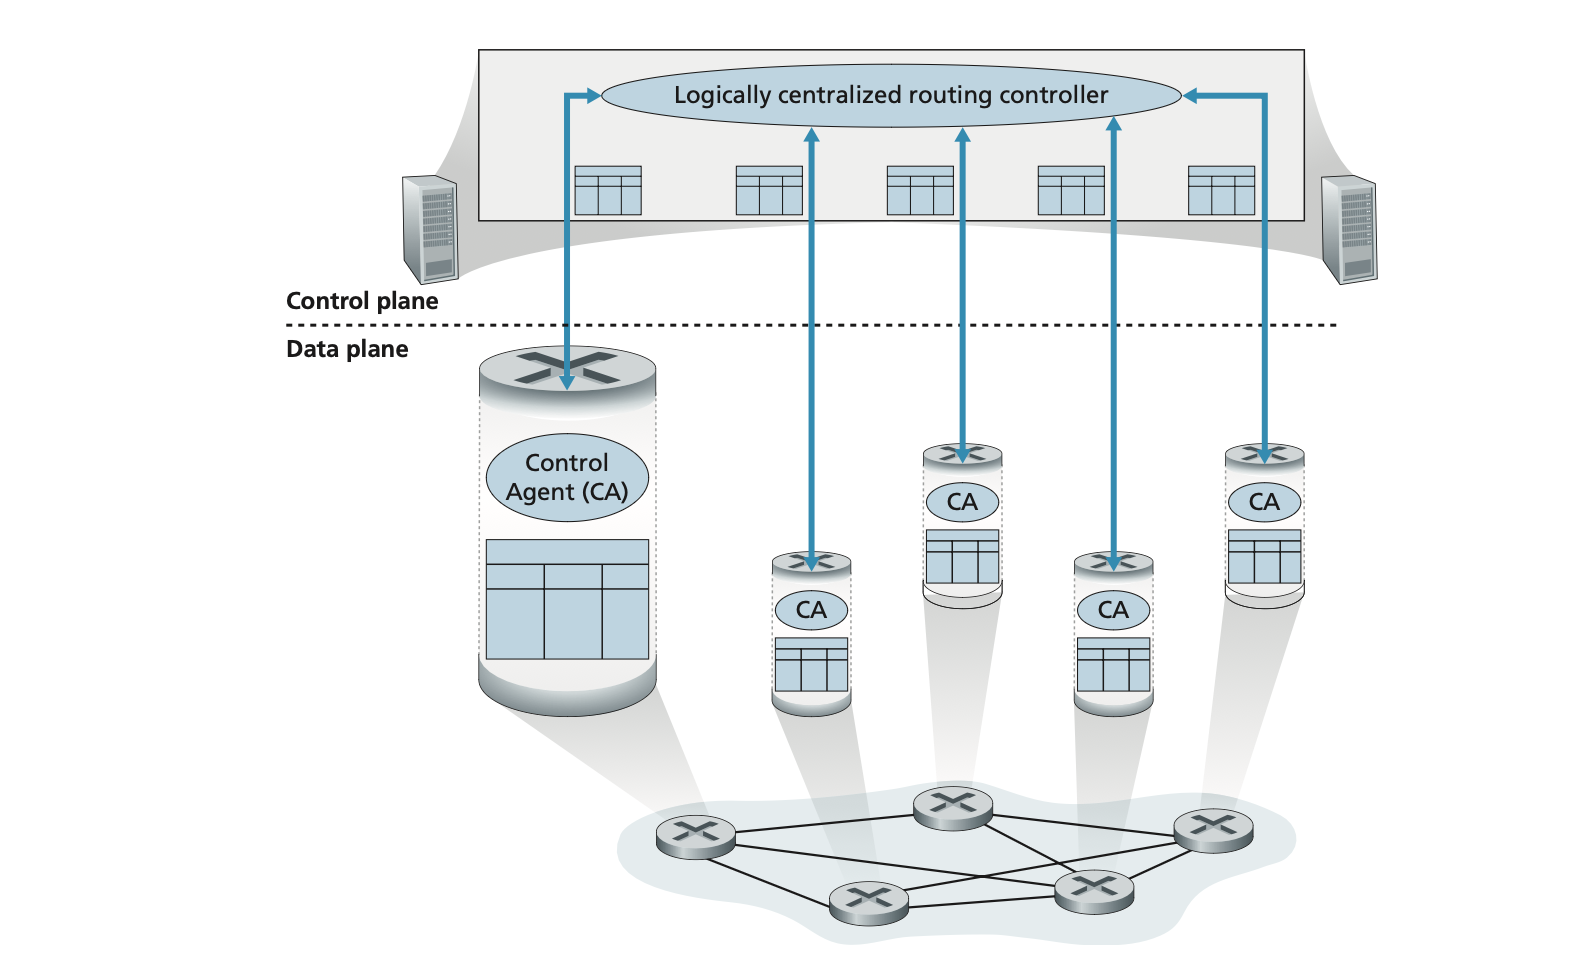 Logically centralized routing controller
Control plane
Data plane
Control
Agent (CA)
CA
CA
CA
CA